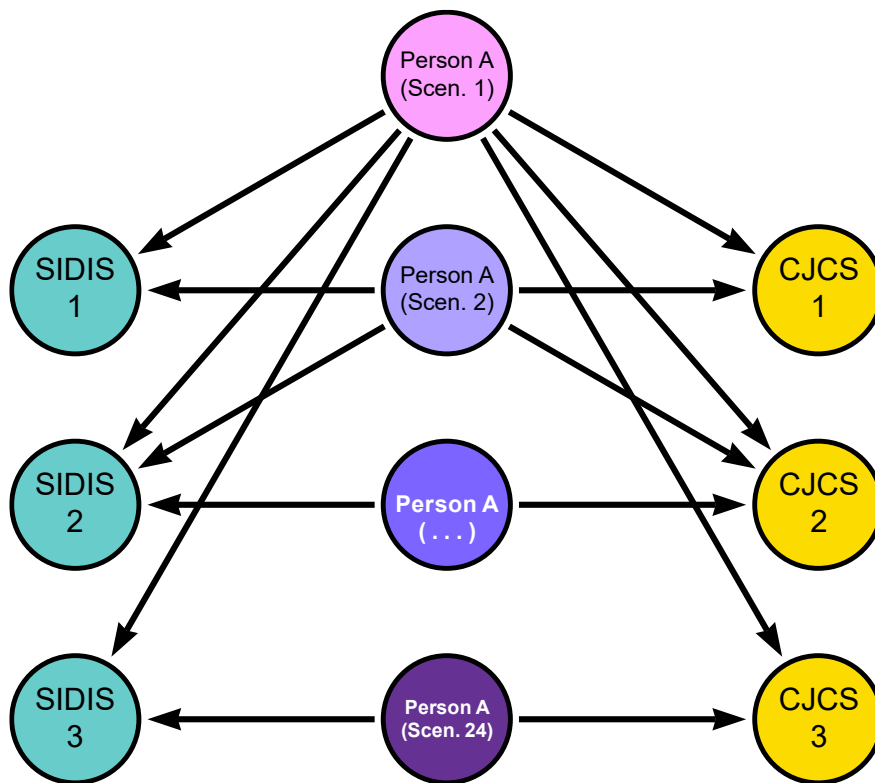 Person A
(Scen. 1)
SIDIS
1
Person A
(Scen. 2)
CJCS
1
SIDIS
2
Person A
( . . . )
CJCS
2
SIDIS
3
Person A
(Scen. 24)
CJCS
3